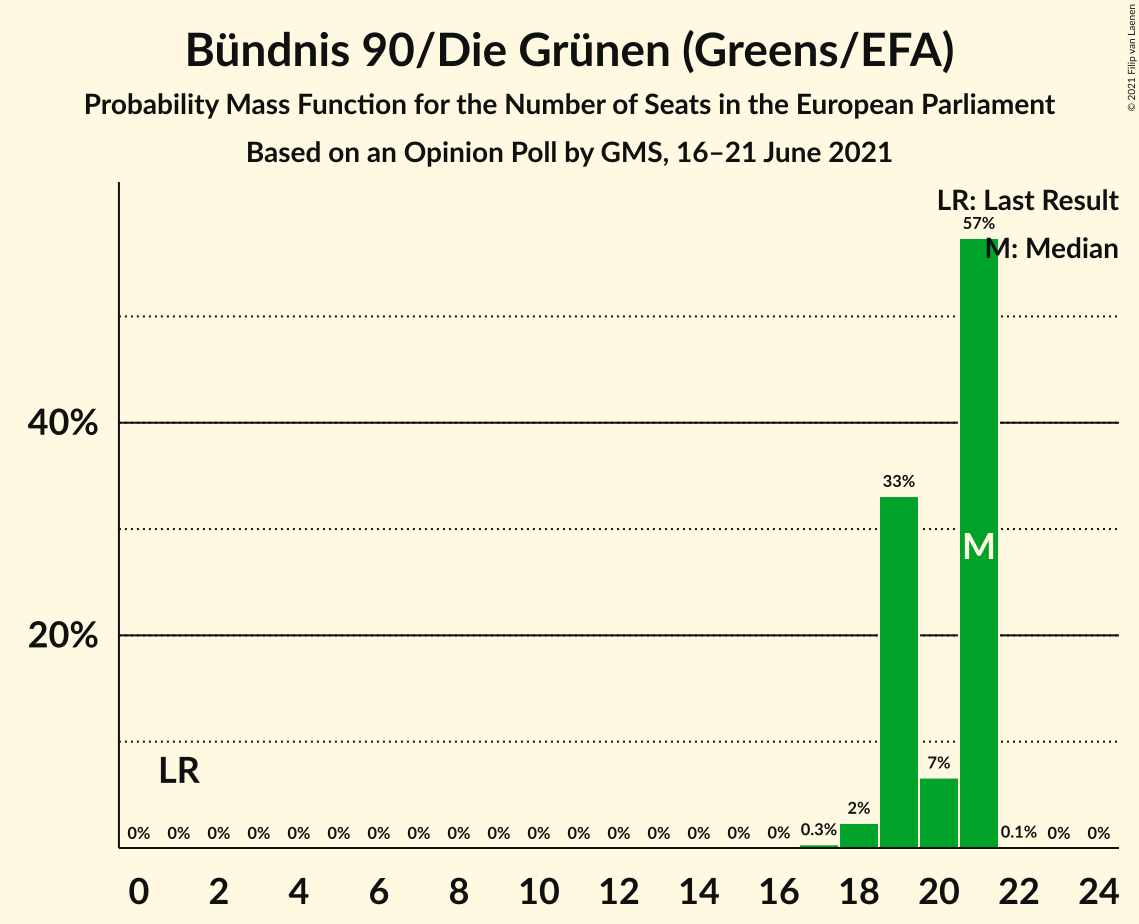 Bündnis 90/Die Grünen (Greens/EFA)
Probability Mass Function for the Number of Seats in the European Parliament
Based on an Opinion Poll by GMS, 16–21 June 2021
© 2021 Filip van Laenen
LR: Last Result
57%
M: Median
40%
33%
M
20%
LR
7%
2%
0% 0% 0% 0% 0% 0% 0% 0% 0% 0% 0% 0% 0% 0% 0% 0% 0% 0.3% 0.1% 0% 0%
0 2 4 6 8 10 12 14 16 18 20 22 24